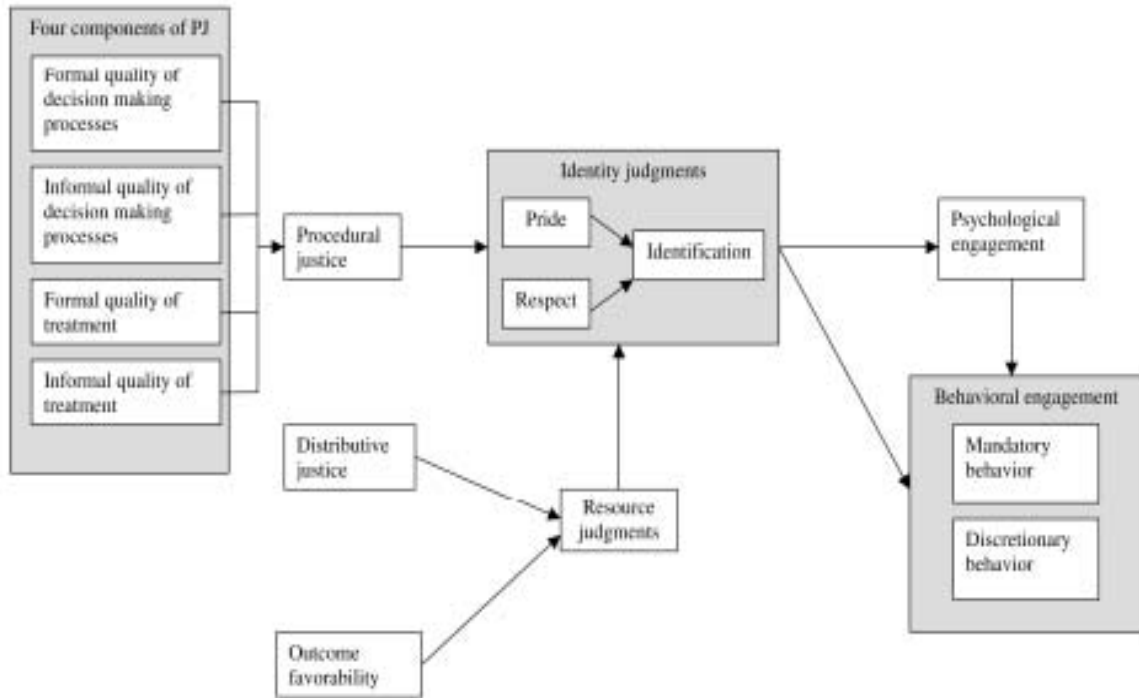 Four components of PJ
Formal quality of
decision making
processes
Informal quality of
decision making
processes
Formal quality of
treatment
Informal quality of
treatment
Procedural
justice
Identity judgments
Pride
Respect
Identification
Psychological
engagement
Behavioral engagement
Mandatory
behavior
Discretionary
behavior
Distributive
justice
Resource
judgments
Outcome
favorability